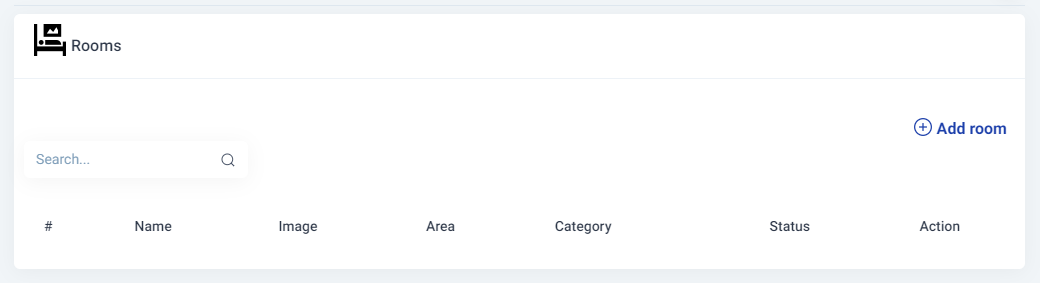 Rooms
Add room
Search...
# Name Image Area Category Status Action